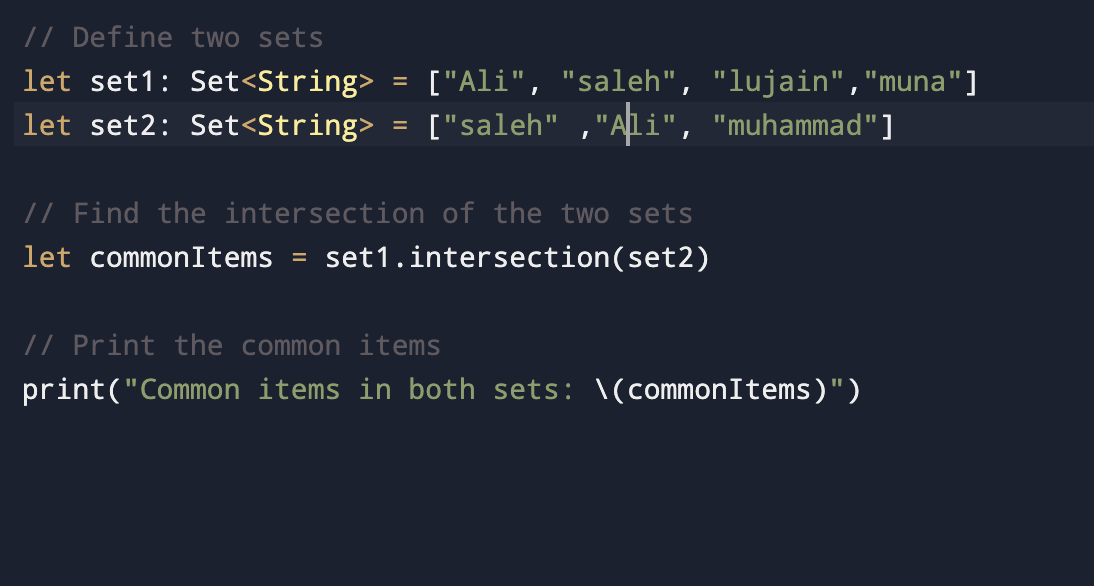 // Define two sets
let set1: Set<String> = ["Ali", "saleh", "lujain","muna"]
let set2: Set<String> = ["saleh" ,"Ali", "muhammad"]
// Find the intersection of the two sets
let commonItems = set1.intersection(set2)
// Print the common items
print("Common items in both sets: \(commonItems)")